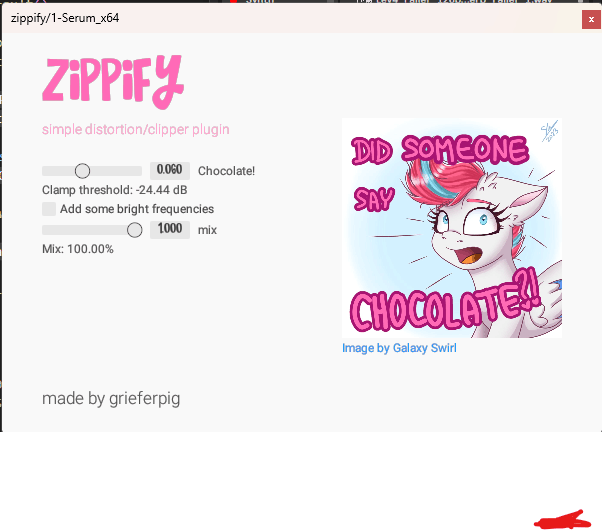 zippify/1-Serum_x64
x
ZiPPiFY
simple distortion/clipper plugin
0.060 Chocolate!
Clamp threshold: -24.44 dB
Add some bright frequencies
1.000 mix
Mix: 100.00%
DID SOMEONE
SAY
CHOCOLATE?!
Image by Galaxy Swirl
made by grieferpig